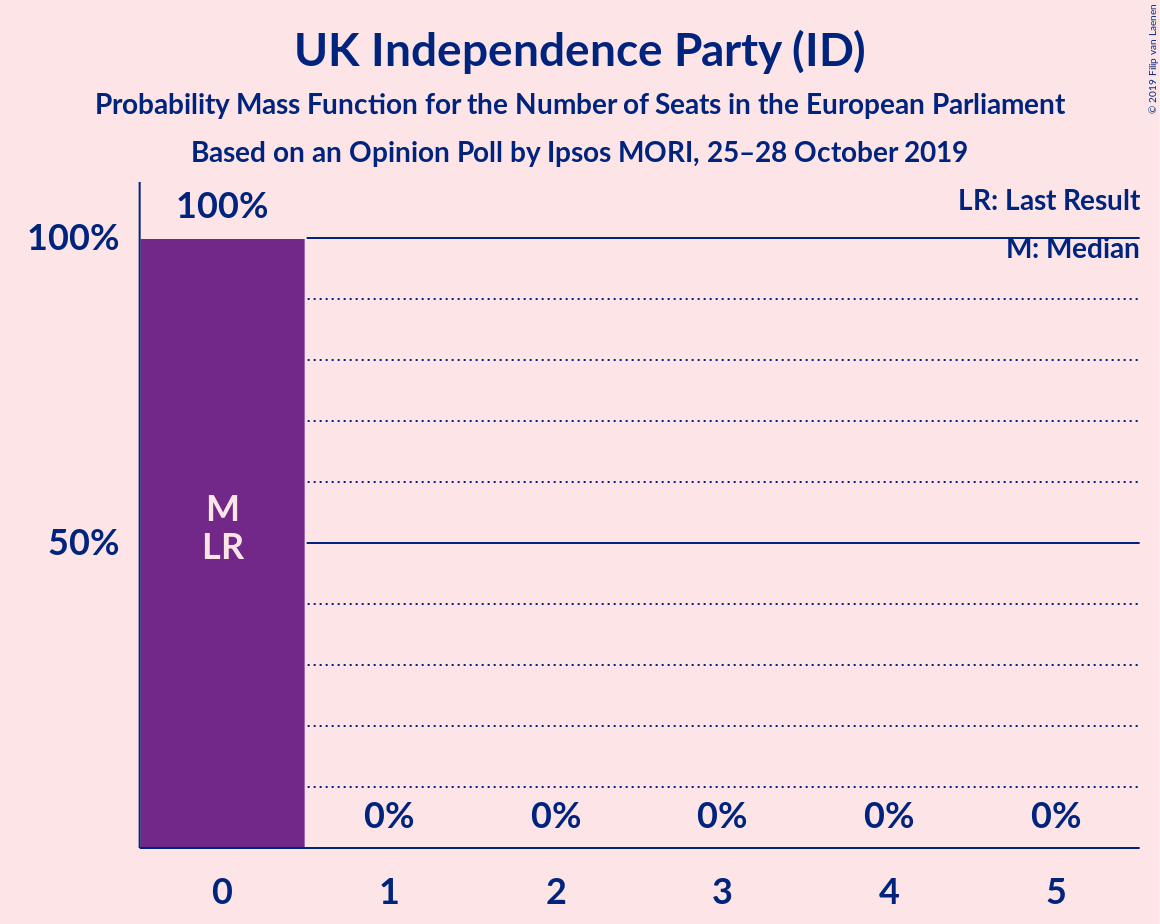 UK Independence Party (ID)
Probability Mass Function for the Number of Seats in the European Parliament
Based on an Opinion Poll by Ipsos MORI, 25–28 October 2019
© 2019 Filip van Laenen
LR: Last Result
M: Median
100%
100%
50%
M
LR
0%
0%
0%
0%
0%
0
1
2
3
4
5